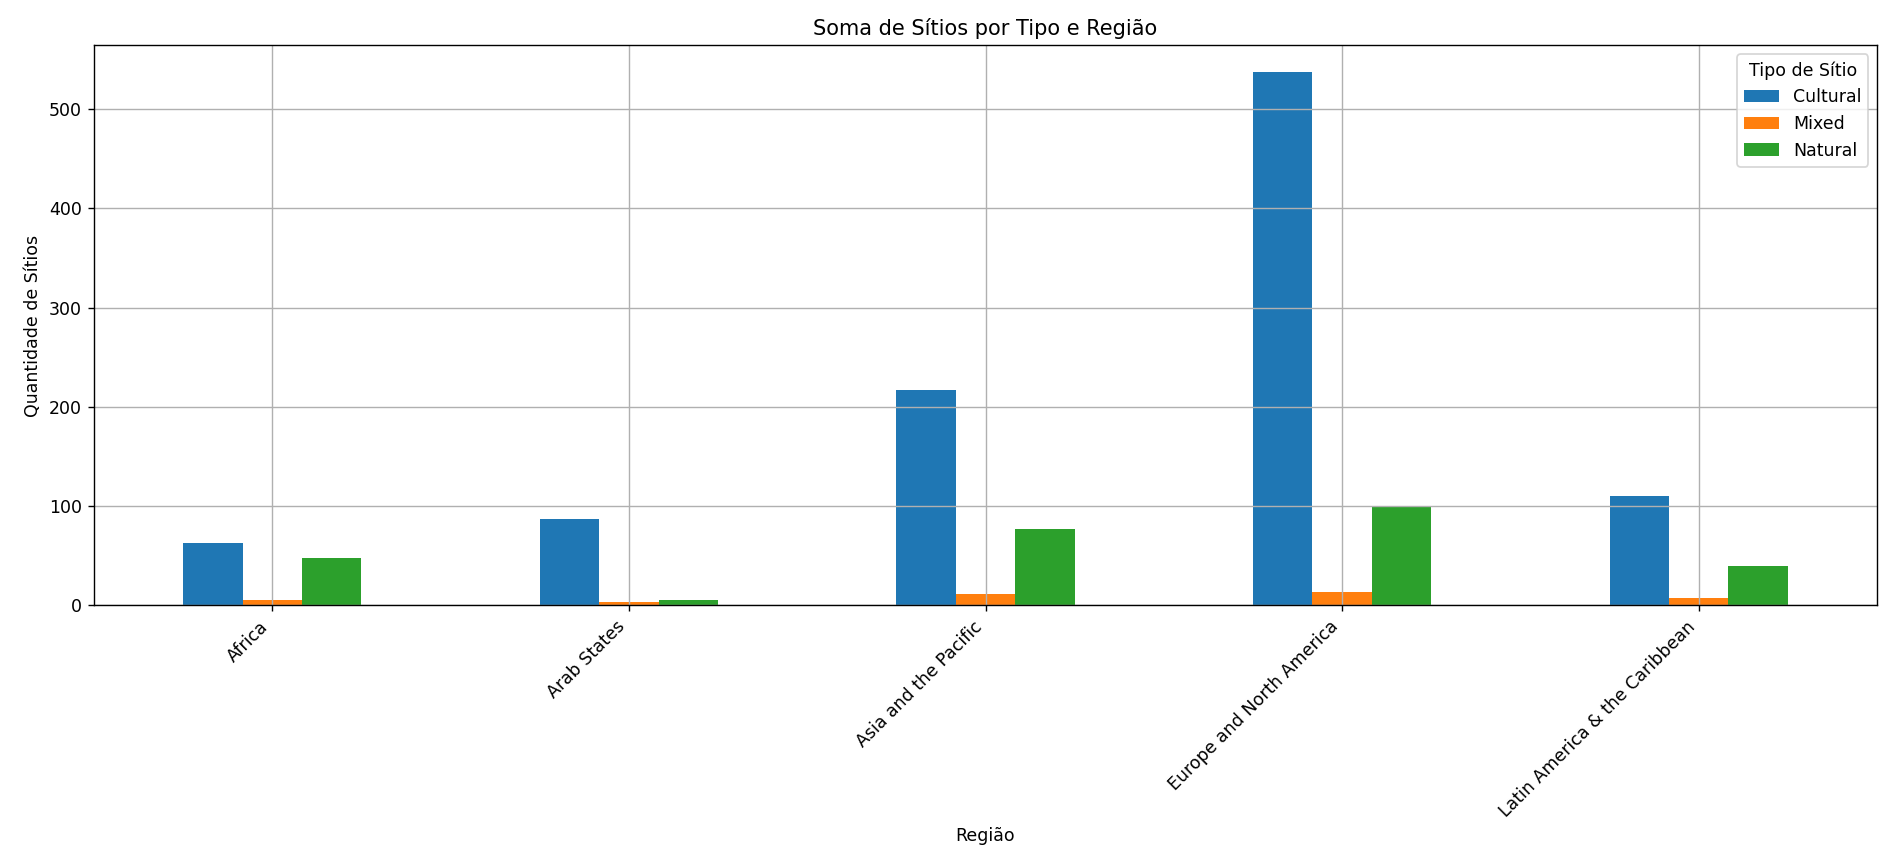 Soma de Sítios por Tipo e Região
Tipo de Sítio
Cultural
Mixed
Natural
Quantidade de Sítios
500
400
300
200
100
0
Africa
Arab States
Asia and the Pacific
Europe and North America
Latin America & the Caribbean
Região